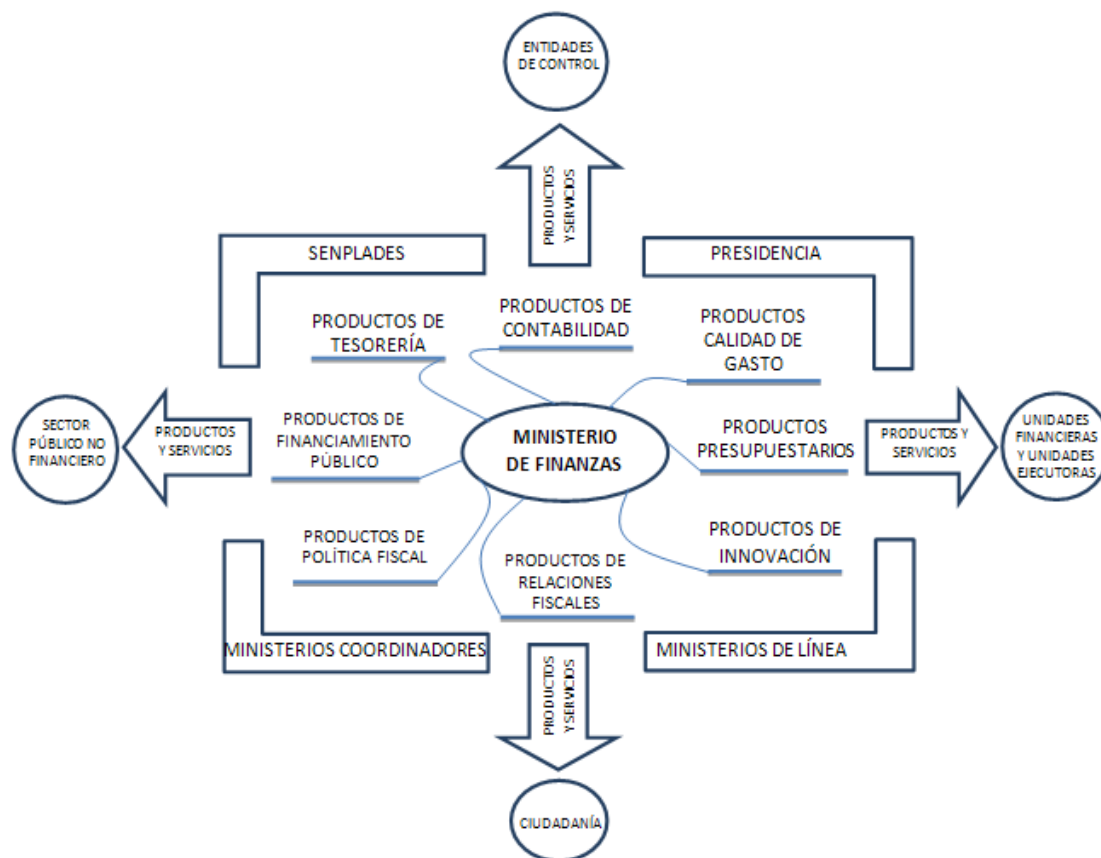 ENTIDADES
DE CONTROL
PRODUCTOS
Y SERVICIOS
SENPLADES
PRESIDENCIA
PRODUCTOS DE
TESORERÍA
PRODUCTOS DE
CONTABILIDAD
PRODUCTOS
CALIDAD DE
GASTO
SECTOR
PÚBLICO NO
FINANCIERO
PRODUCTOS
Y SERVICIOS
PRODUCTOS DE
FINANCIAMIENTO
PÚBLICO
MINISTERIO
DE FINANZAS
PRODUCTOS
PRESUPUESTARIOS
PRODUCTOS Y
SERVICIOS
UNIDADES
FINANCIERAS
Y UNIDADES
EJECUTORAS
PRODUCTOS DE
POLÍTICA FISCAL
PRODUCTOS DE
RELACIONES
FISCALES
PRODUCTOS DE
INNOVACIÓN
MINISTERIOS COORDINADORES
MINISTERIOS DE LÍNEA
PRODUCTOS
Y SERVICIOS
CIUDADANÍA